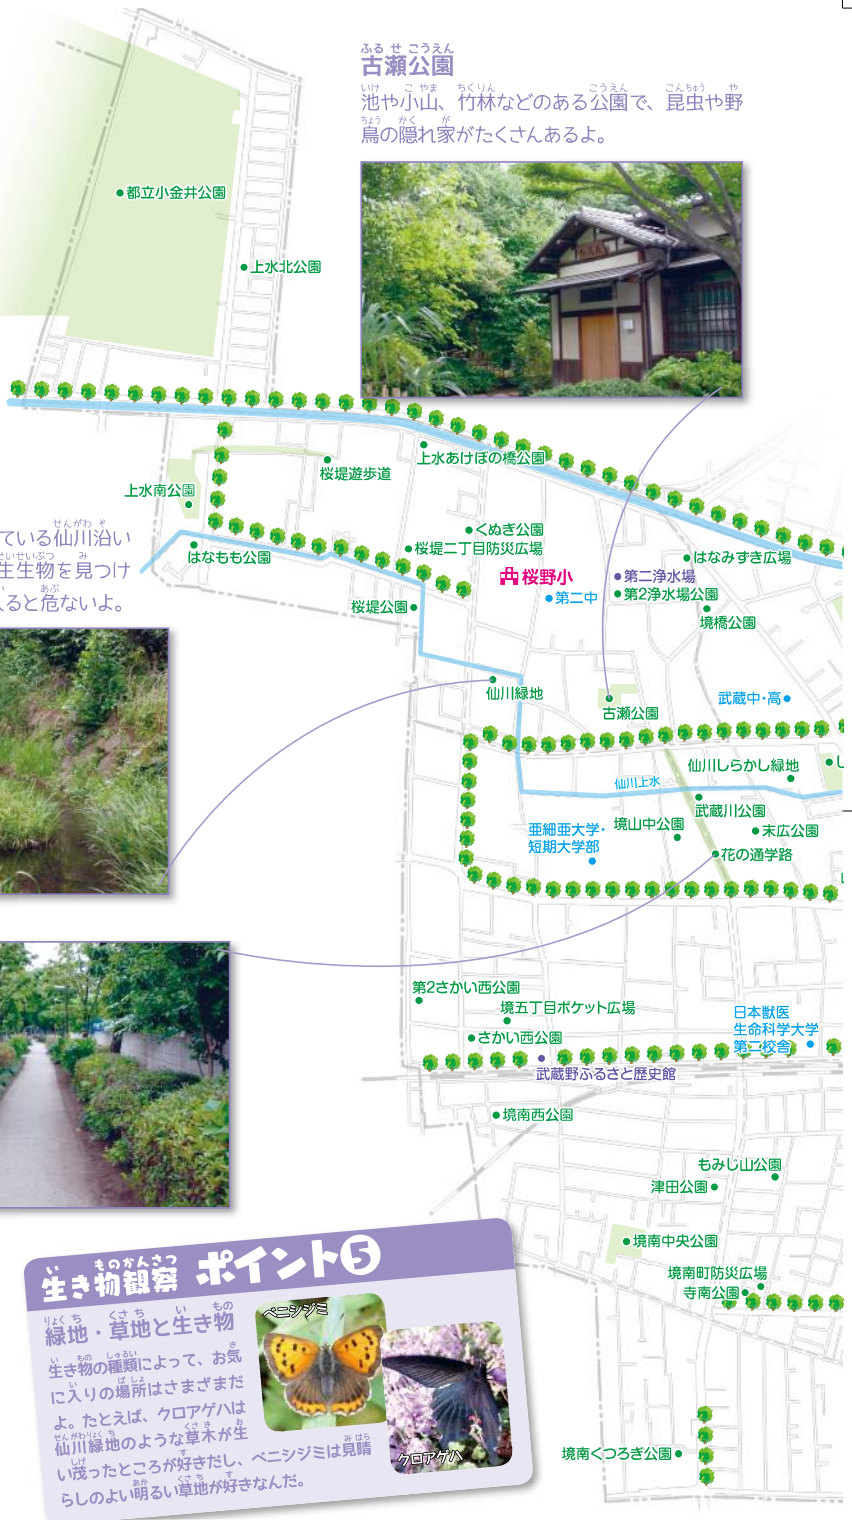 古瀬公園
池や小山、竹林などのある公園で、昆虫や野
鳥の隠れ家がたくさんあるよ。
都立小金井公園
上水北公園
上水あけぼの橋公園
桜堤遊歩道
上水南公園
ている仙川沿い
生生物を見つけ
ると危ないよ。
はなもも公園
くぬぎ公園
桜堤二丁目防災広場
桜野小
第二中
はなみずき広場
第二浄水場
第2浄水場公園
境橋公園
桜堤公園
仙川緑地
古瀬公園
武蔵中・高
仙川しらかし緑地
仙川上水
武蔵川公園
亜細亜大学・
短期大学部
境山中公園
末広公園
花の通学路
第2さかい西公園
境五丁目ポケット広場
さかい西公園
日本獣医
生命科学大学
第二校舎
武蔵野ふるさと歴史館
境南西公園
もみじ山公園
津田公園
境南中央公園
境南町防災広場
寺南公園
境南くつろぎ公園
生き物観察 ポイント5
緑地・草地と生き物
生き物の種類によって、お気
に入りの場所はさまざまだ
よ。たとえば、クロアゲハは
仙川緑地のような草木が生
い茂ったところが好きだし、ベニシジミは見晴
らしのよい明るい草地が好きなんだ。
ベニシジミ
クロアゲハ